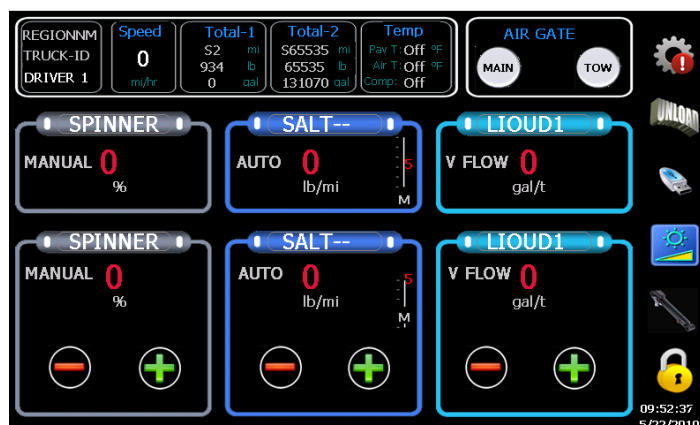 REGIONNM
TRUCK-ID
DRIVER 1
Speed
0
mi/hr
Total-1
S2 mi
934 lb
0 gal
Total-2
S65535 mi
65535 lb
131070 gal
Temp
Pav T: Off °F
Air T: Off °F
Comp: Off
AIR GATE
MAIN
TOW
UNLOAD
SPINNER
MANUAL 0
%
SALT--
AUTO 0
lb/mi
5
M
LIOUD1
V FLOW 0
gal/t
SPINNER
MANUAL 0
%
SALT--
AUTO 0
lb/mi
5
M
LIOUD1
V FLOW 0
gal/t
09:52:37
5/22/2019